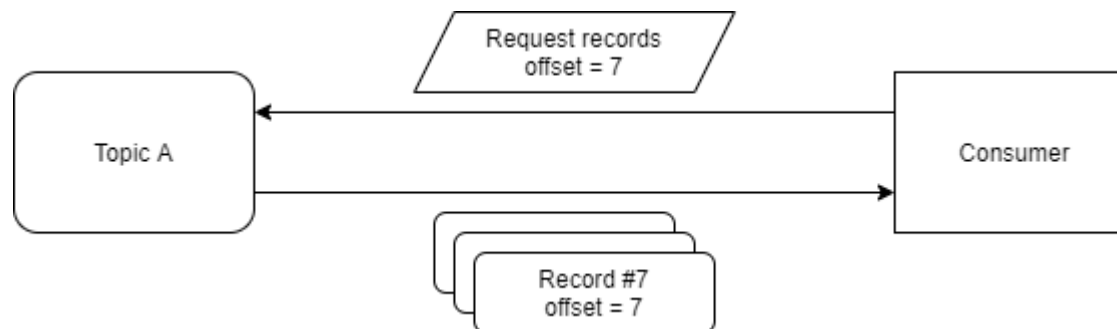 Request records
offset = 7
Topic A
Consumer
Record #7
offset = 7